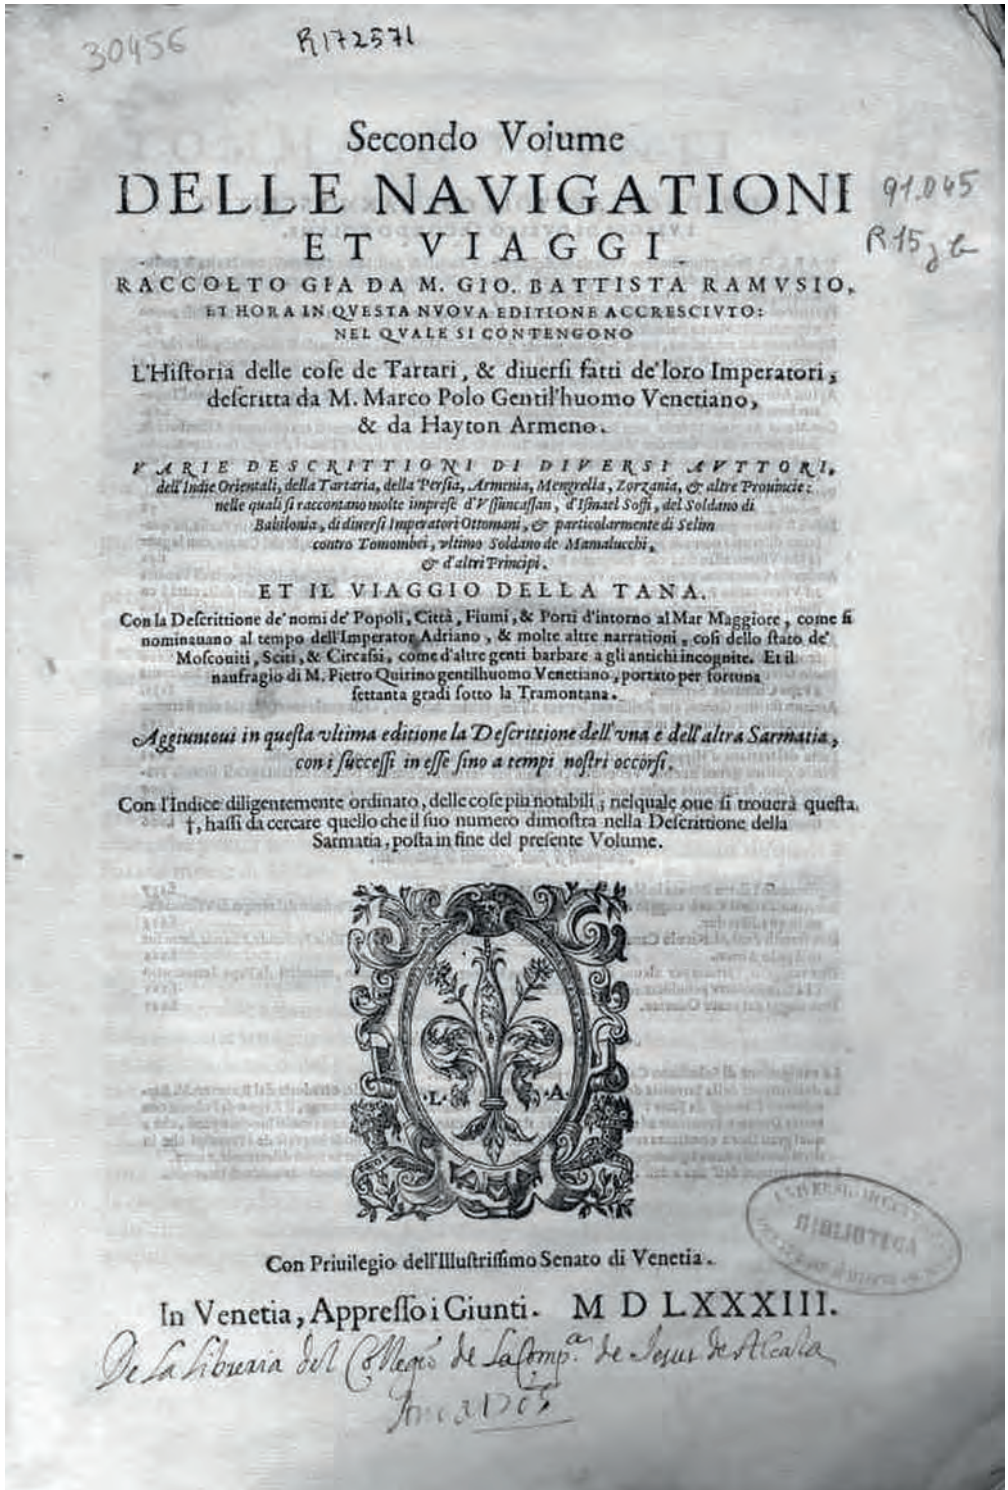 30456
R172571
Secondo Volume
DELLE NAVIGATIONI
91.045
ET VIAGGI
R15
RACCOLTO GIA DA M. GIO. BATTISTA RAMVSIO,
ET HORA IN QVESTA NVOVA EDITIONE ACCRESCIVTO:
NEL QVALE SI CONTENGONO
L'Hiſtoria delle coſe de Tartari, & diuerſi fatti de'loro Imperatori,
deſcritta da M. Marco Polo Gentil'huomo Venetiano,
& da Hayton Armeno.
VARIE DESCRITTIONI DI DIVERSI AVTTORI,
dell'Indie Orientali, della Tartaria, della Perſia, Armenia, Mengrelia, Zorzania, & altre Prouincie:
nelle quali ſi raccontano molte impreſe d'Vſſuncaſſan, d'Iſmael Soffi, del Soldano di
Babilonia, di diuerſi Imperatori Ottomani, & particolarmente di Selim
contro Tomombei, vltimo Soldano de Mamalucchi,
& d'altri Principi.
ET IL VIAGGIO DELLA TANA.
Con la Deſcrittione de' nomi de' Popoli, Città, Fiumi, & Porti d'intorno al Mar Maggiore, come ſi
nominauano al tempo dell'Imperator Adriano, & molte altre narrationi, coſi dello ſtato de'
Moſcouiti, Sciti, & Circaſſi, come d'altre genti barbare a gli antichi incognite. Et il
naufragio di M. Pietro Quirino gentilhuomo Venetiano, portato per fortuna
ſettanta gradi ſotto la Tramontana.
Aggiuntoui in queſta vltima editione la Deſcrittione dell'vna e dell'altra Sarmatia,
con i ſucceſſi in eſſe ſino a tempi noſtri occorſi.
Con l'Indice diligentemente ordinato, delle coſe più notabili; nelquale oue ſi trouerà queſta
†, haſſi da cercare quello che il ſuo numero dimoſtra nella Deſcrittione della
Sarmatia, poſta in fine del preſente Volume.
·L· ·A·
BIBLIOTECA
Con Priuilegio dell'Illuſtriſſimo Senato di Venetia.
In Venetia, Appreſſo i Giunti. M D LXXXIII.
De La Libreria del Collegio de La Comp.ª de Jesus de Alcala